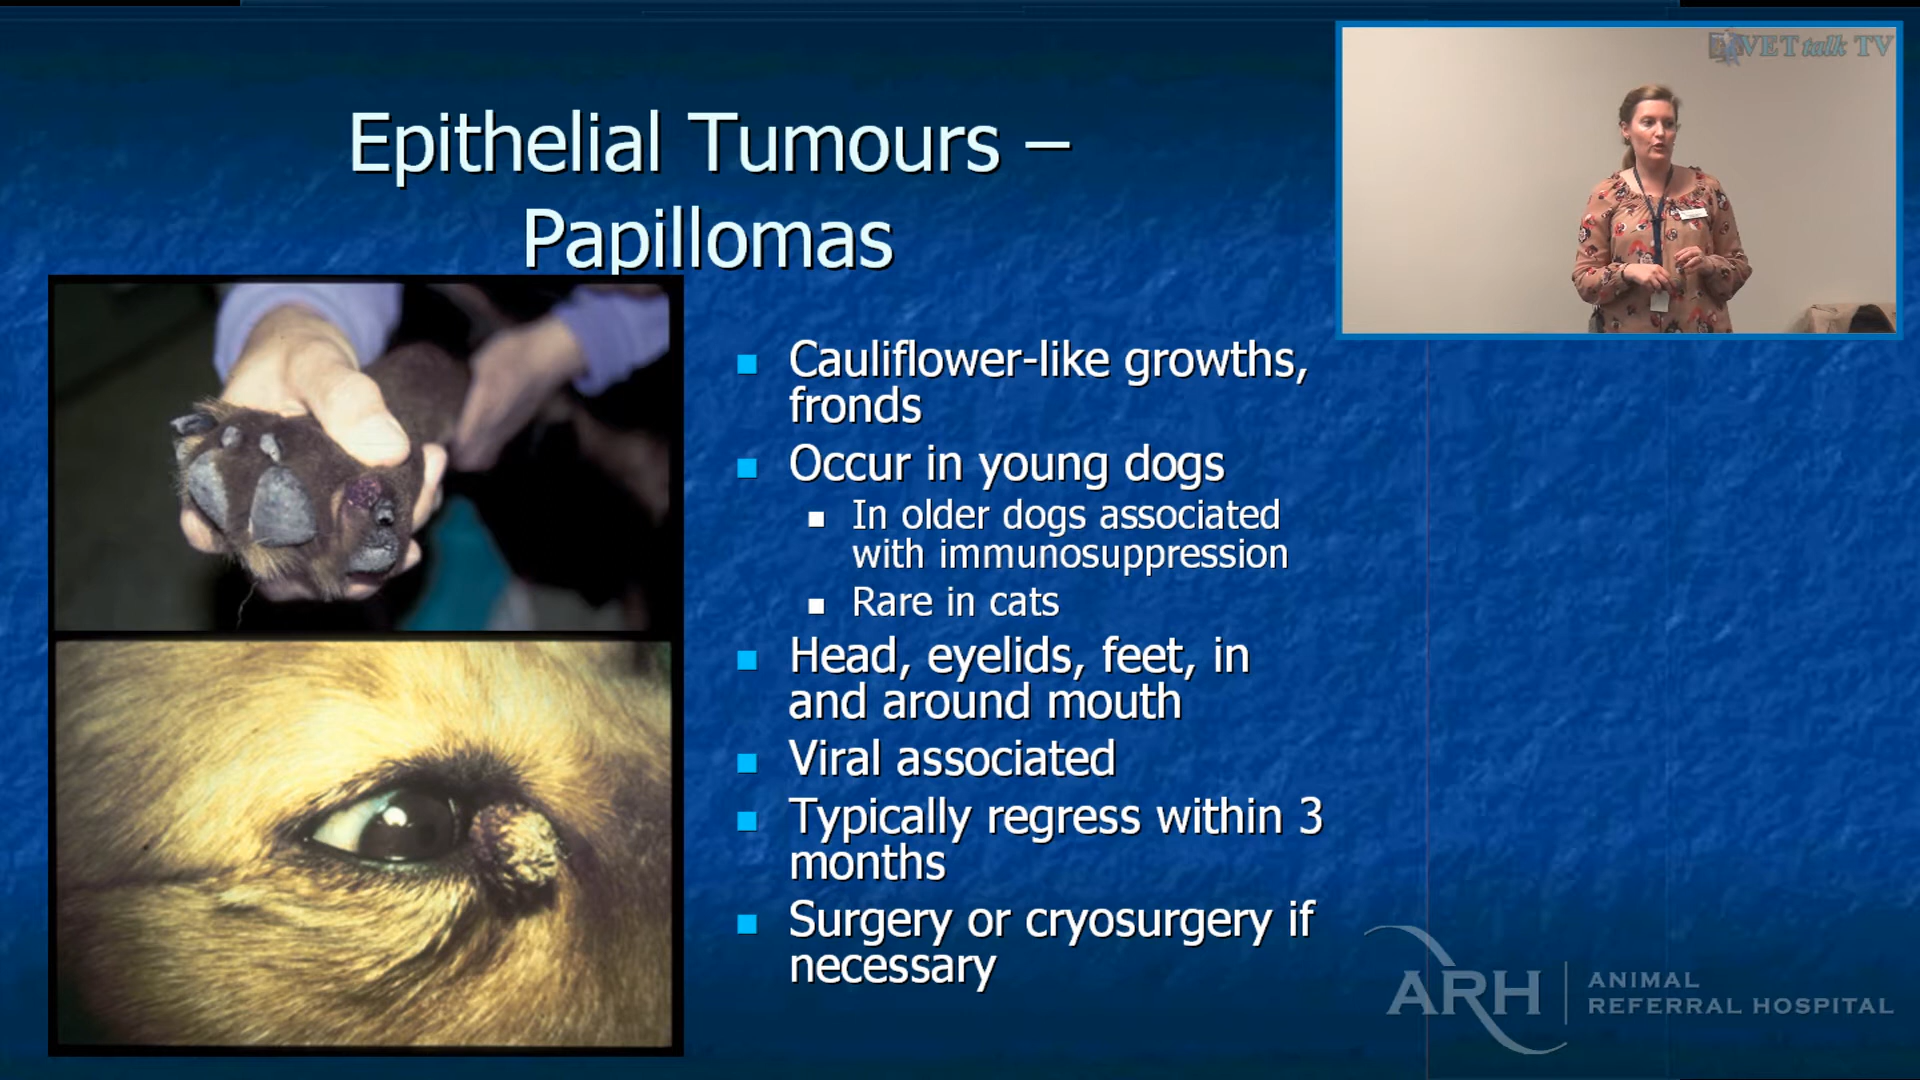 VET talk TV
Epithelial Tumours –
Papillomas
Cauliflower-like growths,
fronds
Occur in young dogs
In older dogs associated
with immunosuppression
Rare in cats
Head, eyelids, feet, in
and around mouth
Viral associated
Typically regress within 3
months
Surgery or cryosurgery if
necessary
ARH
ANIMAL
REFERRAL HOSPITAL